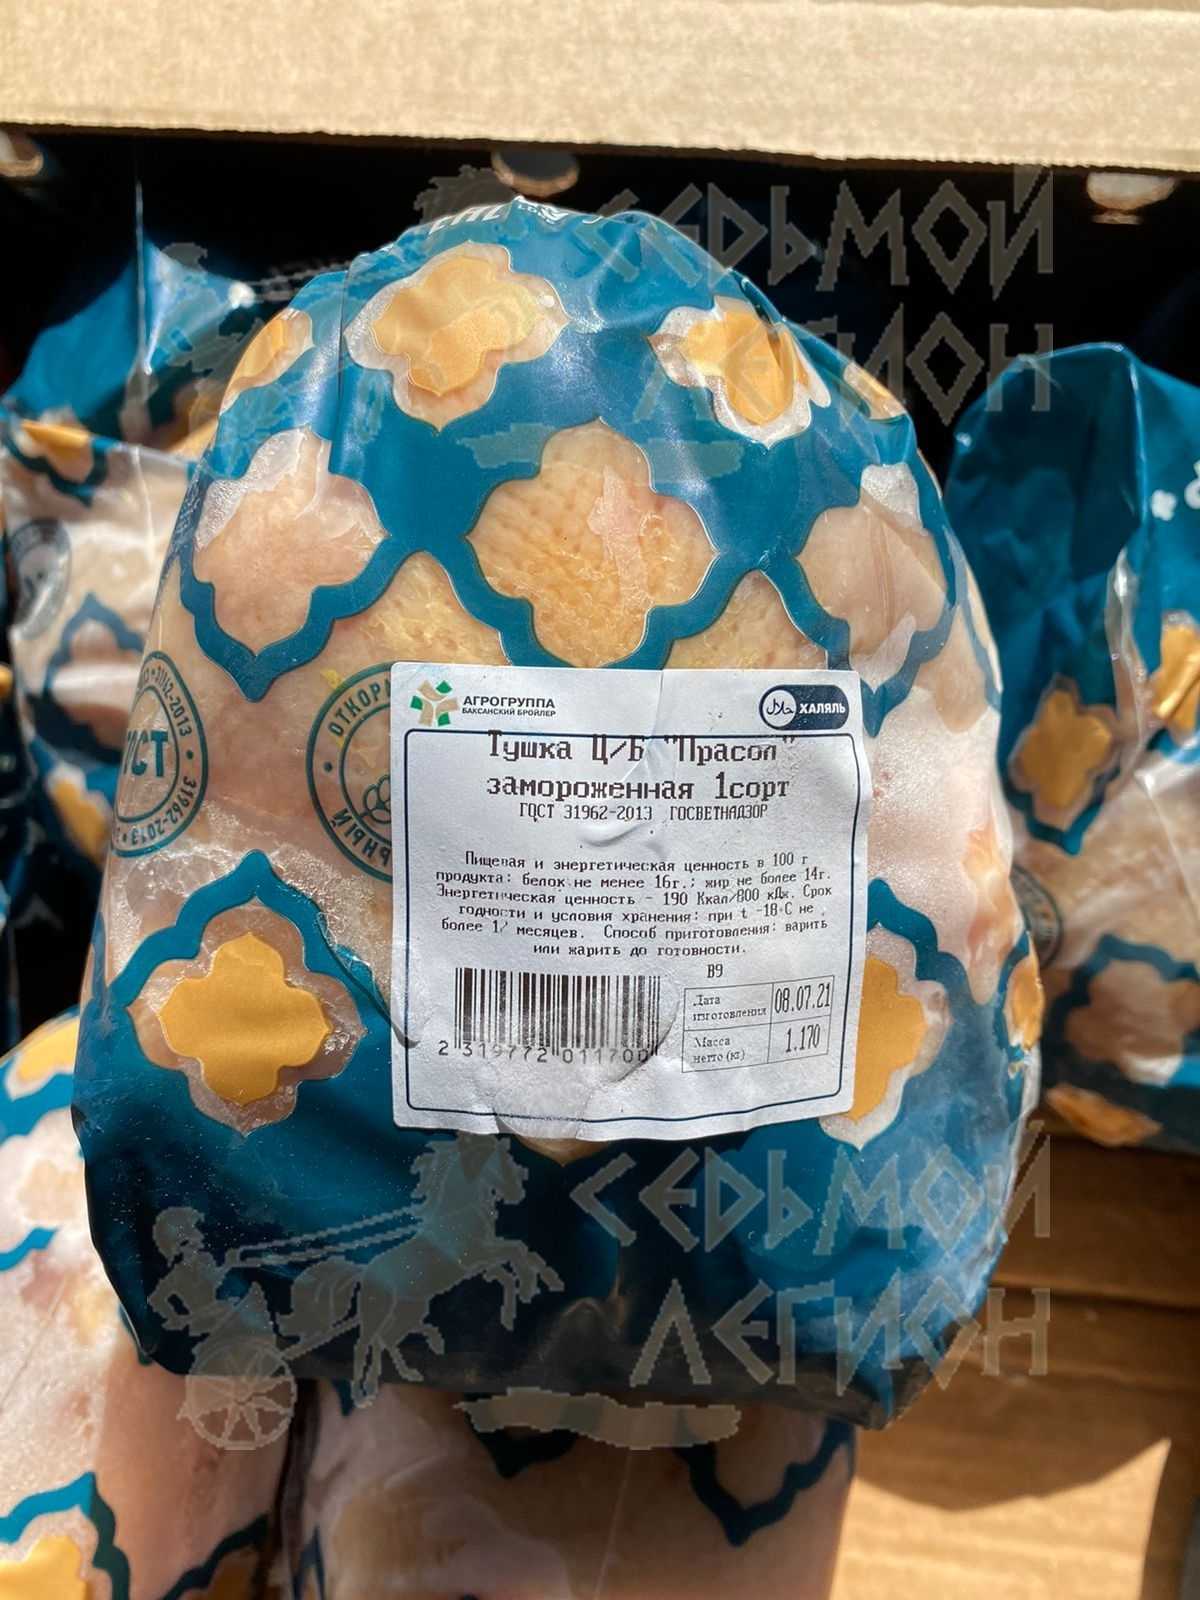 СЕДЬМОЙ
ЛЕГИОН
31962-2013
ГОСТ
31962-2013
АГРОГРУППА
БАКСАНСКИЙ БРОЙЛЕР
ХАЛЯЛЬ
Тушка Ц/Б "Прасол"
замороженная 1сорт
ГОСТ 31962-2013 ГОСВЕТНАДЗОР
Пищевая и энергетическая ценность в 100 г
продукта: белок не менее 16г.; жир не более 14г.
Энергетическая ценность - 190 Ккал/800 кДж. Срок
годности и условия хранения: при t -18 С не
более 12 месяцев. Способ приготовления: варить
или жарить до готовности.
В9
Дата изготовления 08.07.21
Масса нетто (кг) 1.170
2 319772 011700
СЕДЬМОЙ
ЛЕГИОН